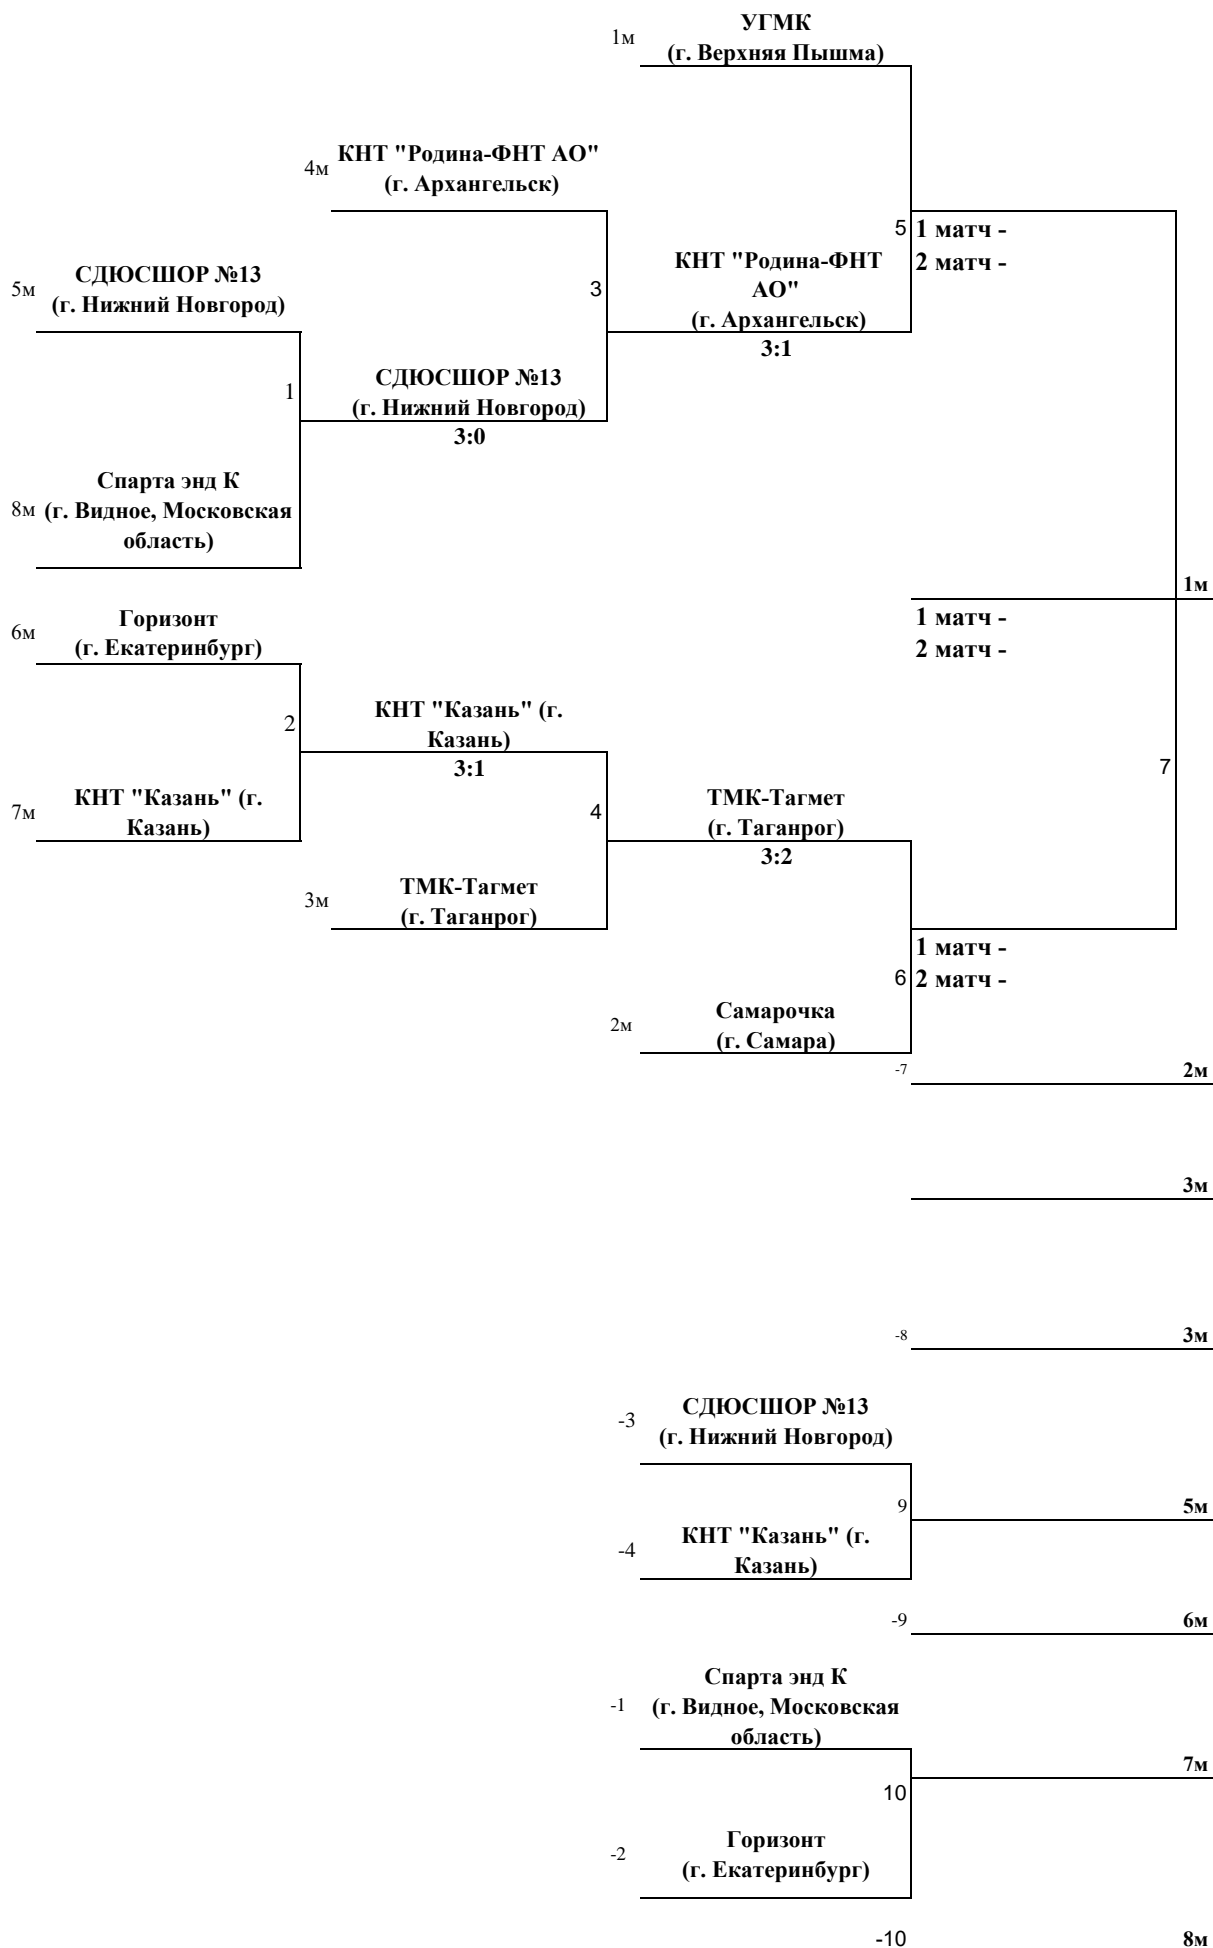 УГМК
1м
(г. Верхняя Пышма)
КНТ "Родина-ФНТ АО"
4м
(г. Архангельск)
5
1 матч -
КНТ "Родина-ФНТ
2 матч -
АО"
(г. Архангельск)
3:1
СДЮСШОР №13
5м
(г. Нижний Новгород)
3
1
СДЮСШОР №13
(г. Нижний Новгород)
3:0
Спарта энд К
8м
(г. Видное, Московская
область)
1м
1 матч -
2 матч -
Горизонт
6м
(г. Екатеринбург)
2
КНТ "Казань" (г.
Казань)
3:1
7
КНТ "Казань" (г.
7м
Казань)
4
ТМК-Тагмет
(г. Таганрог)
3:2
ТМК-Тагмет
3м
(г. Таганрог)
1 матч -
6
2 матч -
Самарочка
2м
(г. Самара)
-7
2м
3м
-8
3м
СДЮСШОР №13
-3
(г. Нижний Новгород)
9
5м
КНТ "Казань" (г.
-4
Казань)
-9
6м
Спарта энд К
-1
(г. Видное, Московская
область)
7м
10
Горизонт
-2
(г. Екатеринбург)
-10
8м